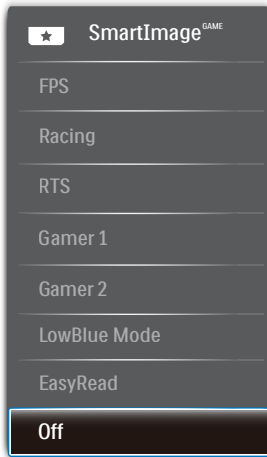 SmartImage GAME
FPS
Racing
RTS
Gamer 1
Gamer 2
LowBlue Mode
EasyRead
Off